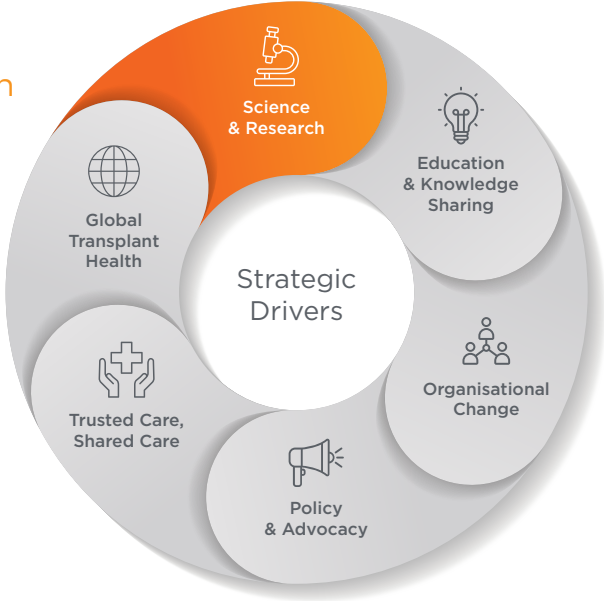 Science
& Research
Education
& Knowledge
Sharing
Organisational
Change
Policy
& Advocacy
Trusted Care,
Shared Care
Global
Transplant
Health
Strategic
Drivers